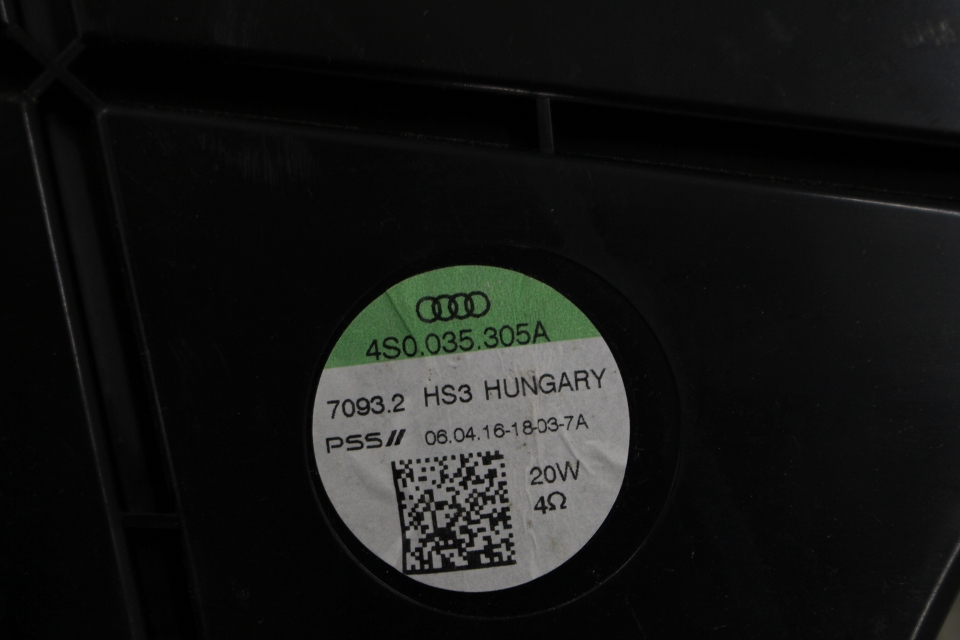 4S0.035.305A
7093.2 HS3 HUNGARY
PSS// 06.04.16-18-03-7A
20W
4Ω